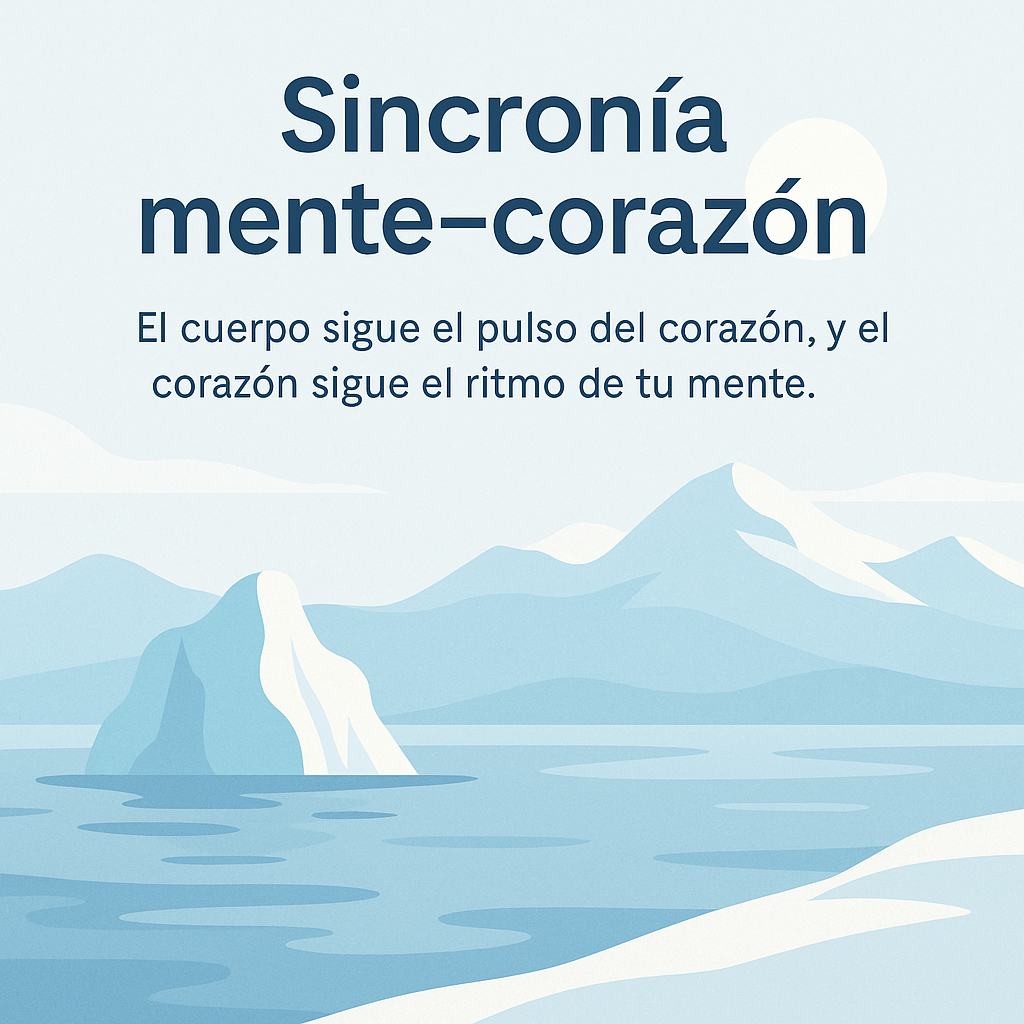 Sincronía
mente–corazón
El cuerpo sigue el pulso del corazón, y el
corazón sigue el ritmo de tu mente.